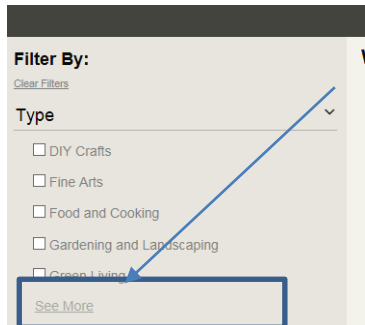 Filter By:
Clear Filters
Type
DIY Crafts
Fine Arts
Food and Cooking
Gardening and Landscaping
Green Living
See More